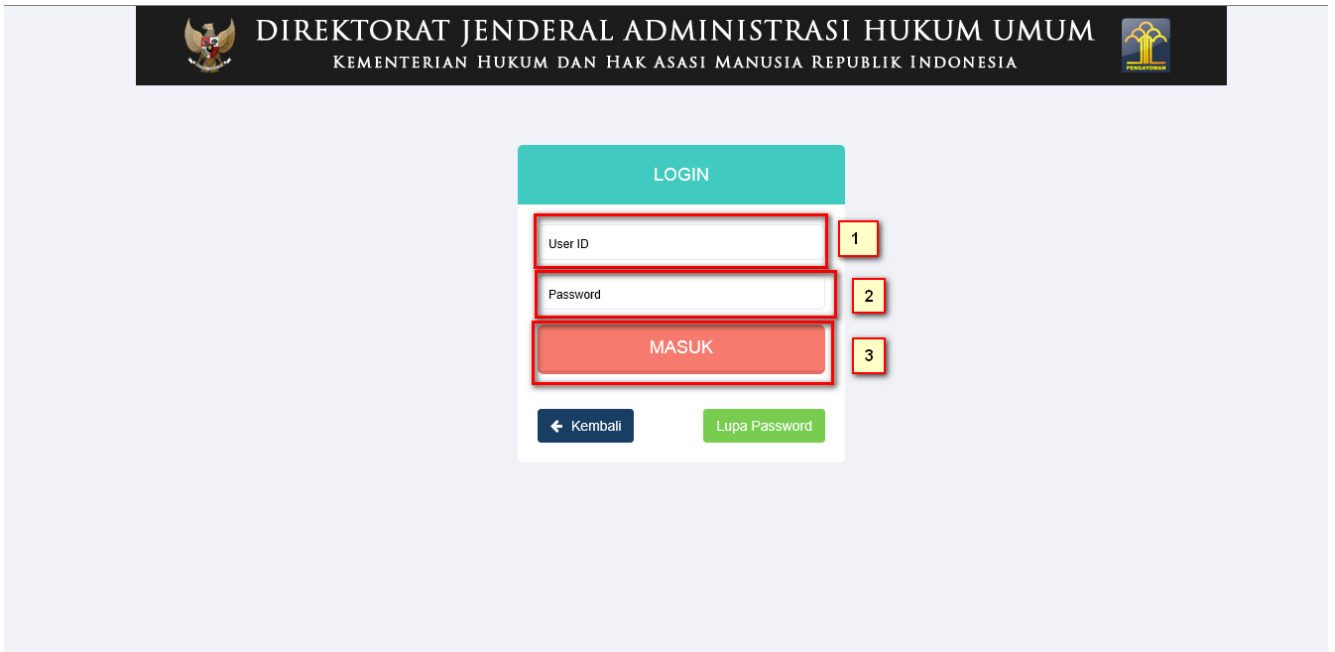 DIREKTORAT JENDERAL ADMINISTRASI HUKUM UMUM
KEMENTERIAN HUKUM DAN HAK ASASI MANUSIA REPUBLIK INDONESIA
PENGAYOMAN
LOGIN
User ID
1
Password
2
MASUK
3
Kembali
Lupa Password